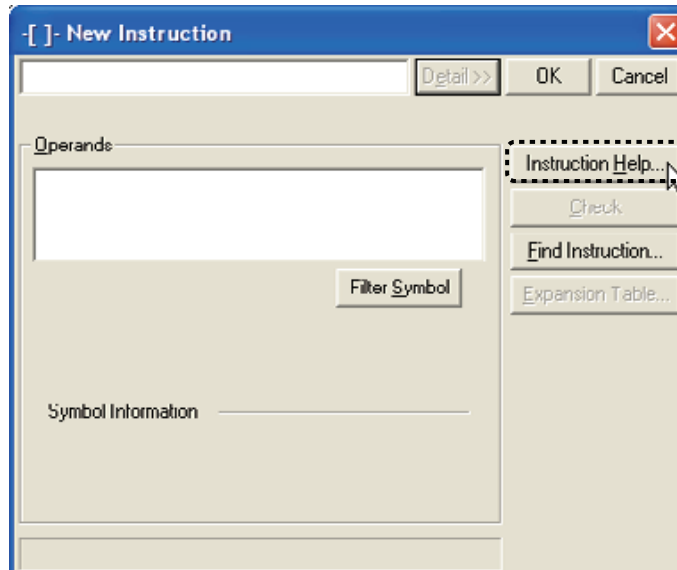 -[ ]- New Instruction
Detail >> OK Cancel
Operands
Instruction Help...
Check
Find Instruction...
Filter Symbol
Expansion Table...
Symbol Information